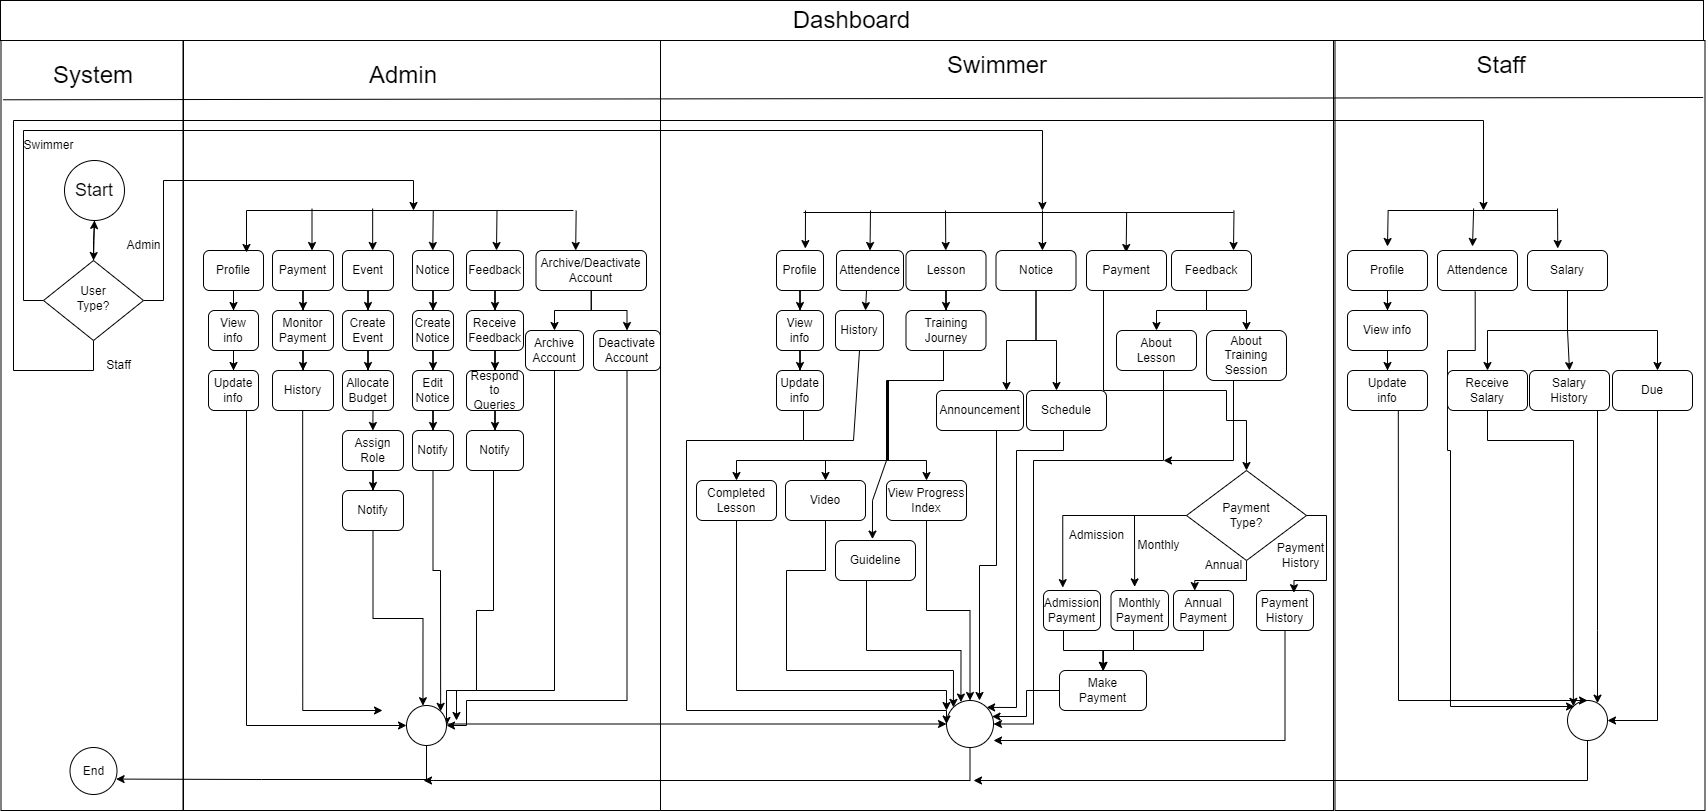 Dashboard
System
Admin
Swimmer
Staff
Swimmer
Start
Admin
User
Type?
Staff
End
Profile
Payment
Event
Notice
Feedback
Archive/Deactivate
Account
View
info
Monitor
Payment
Create
Event
Create
Notice
Receive
Feedback
Archive
Account
Deactivate
Account
Update
info
History
Allocate
Budget
Edit
Notice
Respond
to
Queries
Assign
Role
Notify
Notify
Notify
Profile
Attendence
Lesson
Notice
Payment
Feedback
View
info
History
Training
Journey
About
Lesson
About
Training
Session
Update
info
Announcement
Schedule
Completed
Lesson
Video
View Progress
Index
Guideline
Payment
Type?
Admission
Monthly
Annual
Payment
History
Admission
Payment
Monthly
Payment
Annual
Payment
Payment
History
Make
Payment
Profile
Attendence
Salary
View info
Update
info
Receive
Salary
Salary
History
Due